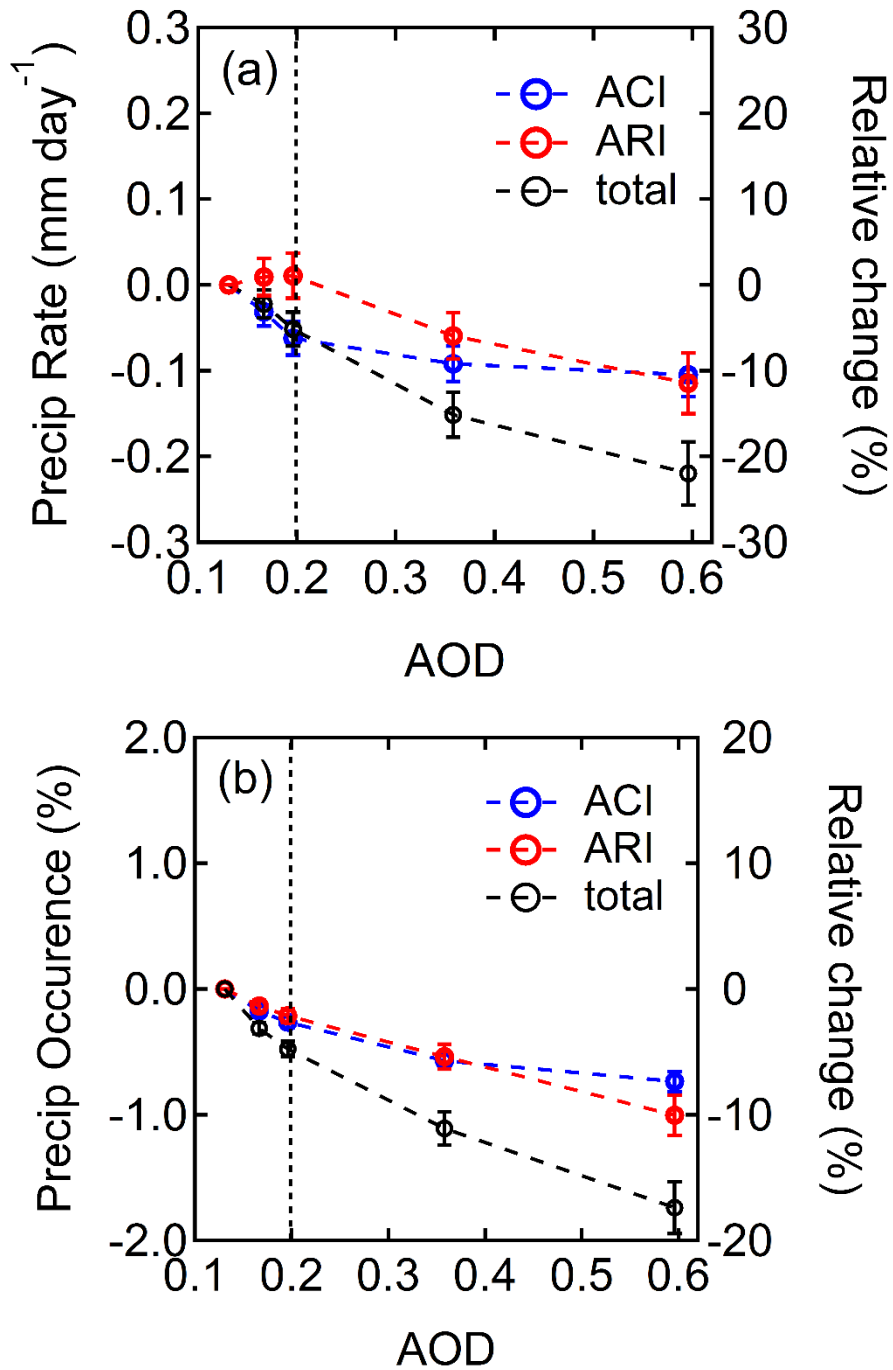 (a)
ACI
ARI
total
Precip Rate (mm day-1)
0.3
0.2
0.1
0.0
-0.1
-0.2
-0.3
30
20
10
0
-10
-20
-30
Relative change (%)
0.1 0.2 0.3 0.4 0.5 0.6
AOD
(b)
ACI
ARI
total
Precip Occurence (%)
2.0
1.0
0.0
-1.0
-2.0
20
10
0
-10
-20
Relative change (%)
0.1 0.2 0.3 0.4 0.5 0.6
AOD